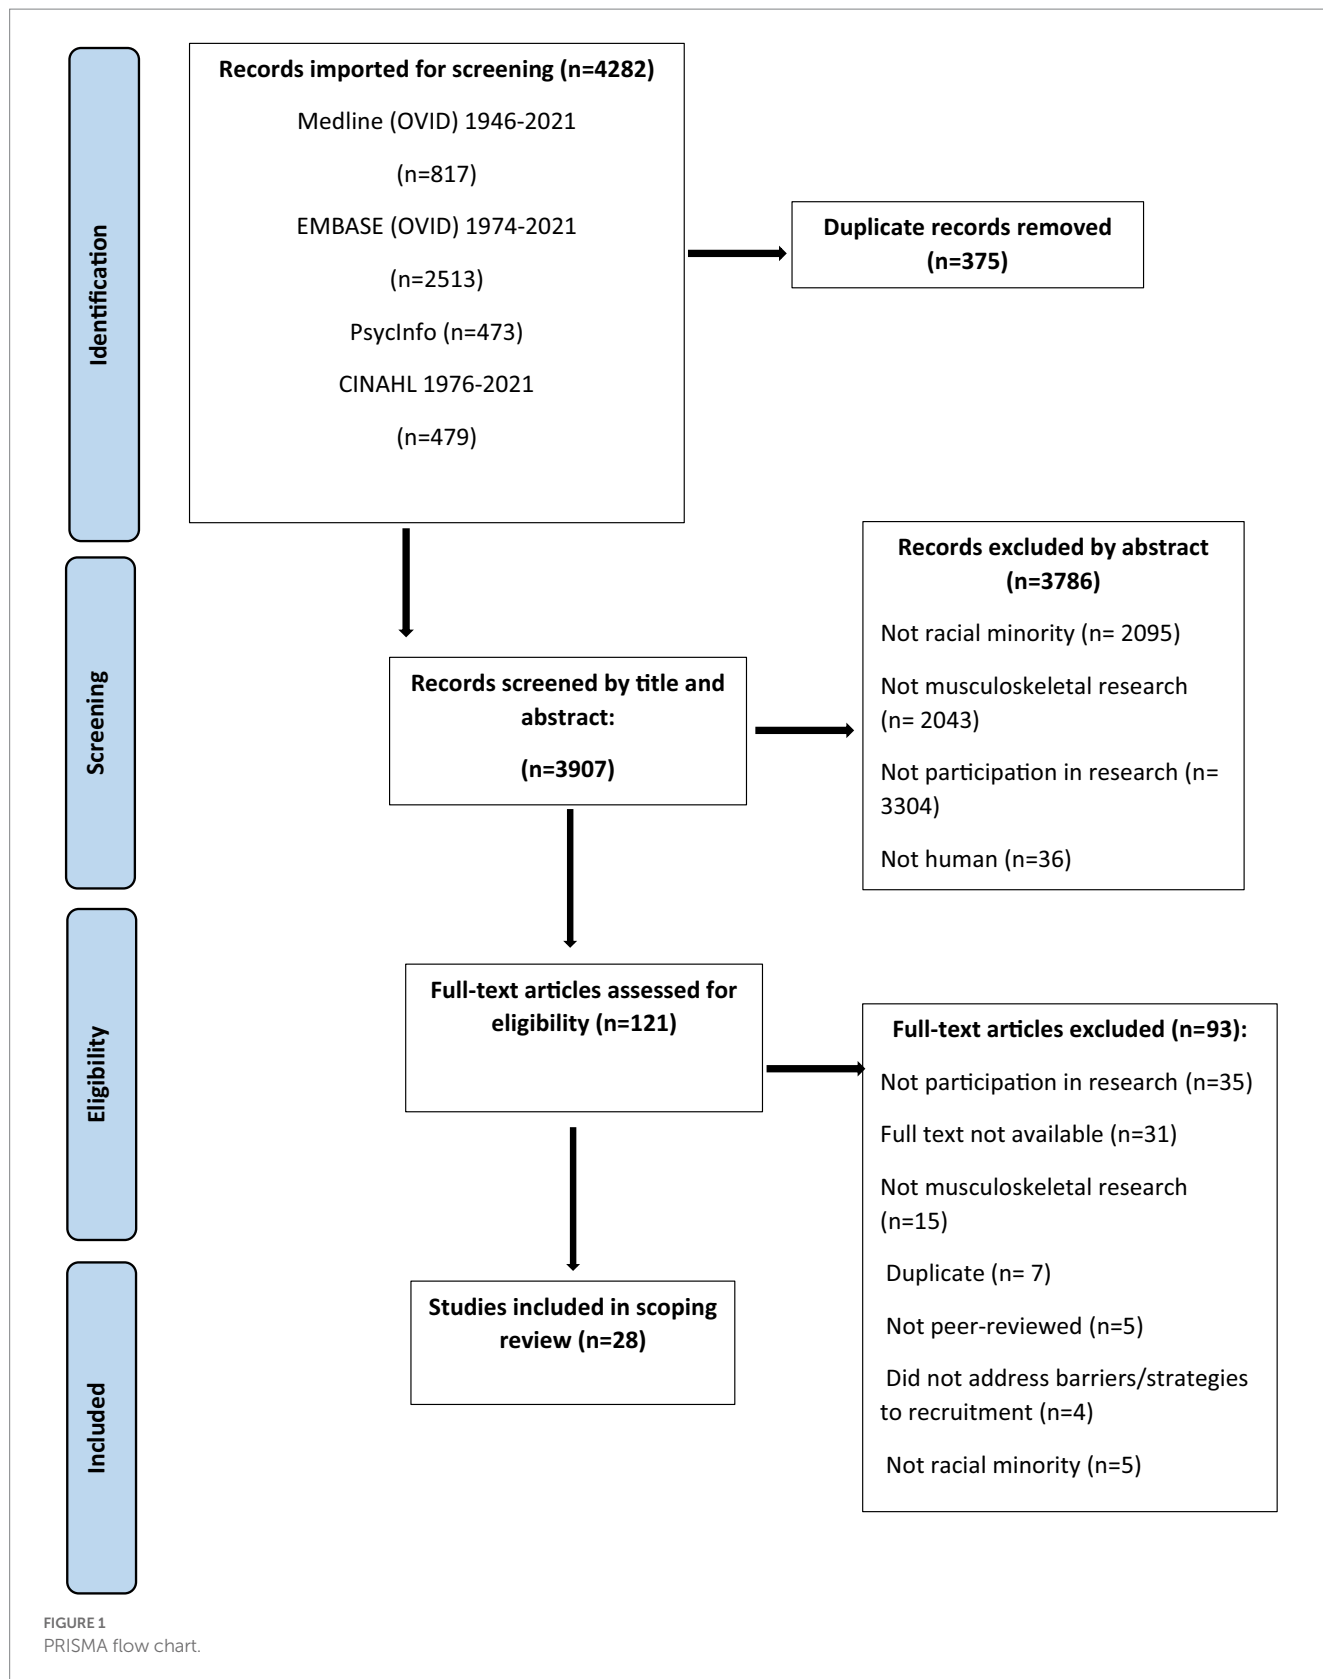 Identification
Records imported for screening (n=4282)
Medline (OVID) 1946-2021
(n=817)
EMBASE (OVID) 1974-2021
(n=2513)
PsycInfo (n=473)
CINAHL 1976-2021
(n=479)
Duplicate records removed
(n=375)
Screening
Records screened by title and
abstract:
(n=3907)
Records excluded by abstract
(n=3786)
Not racial minority (n= 2095)
Not musculoskeletal research
(n= 2043)
Not participation in research (n=
3304)
Not human (n=36)
Eligibility
Full-text articles assessed for
eligibility (n=121)
Full-text articles excluded (n=93):
Not participation in research (n=35)
Full text not available (n=31)
Not musculoskeletal research
(n=15)
Duplicate (n= 7)
Not peer-reviewed (n=5)
Did not address barriers/strategies
to recruitment (n=4)
Not racial minority (n=5)
Included
Studies included in scoping
review (n=28)
FIGURE 1
PRISMA flow chart.